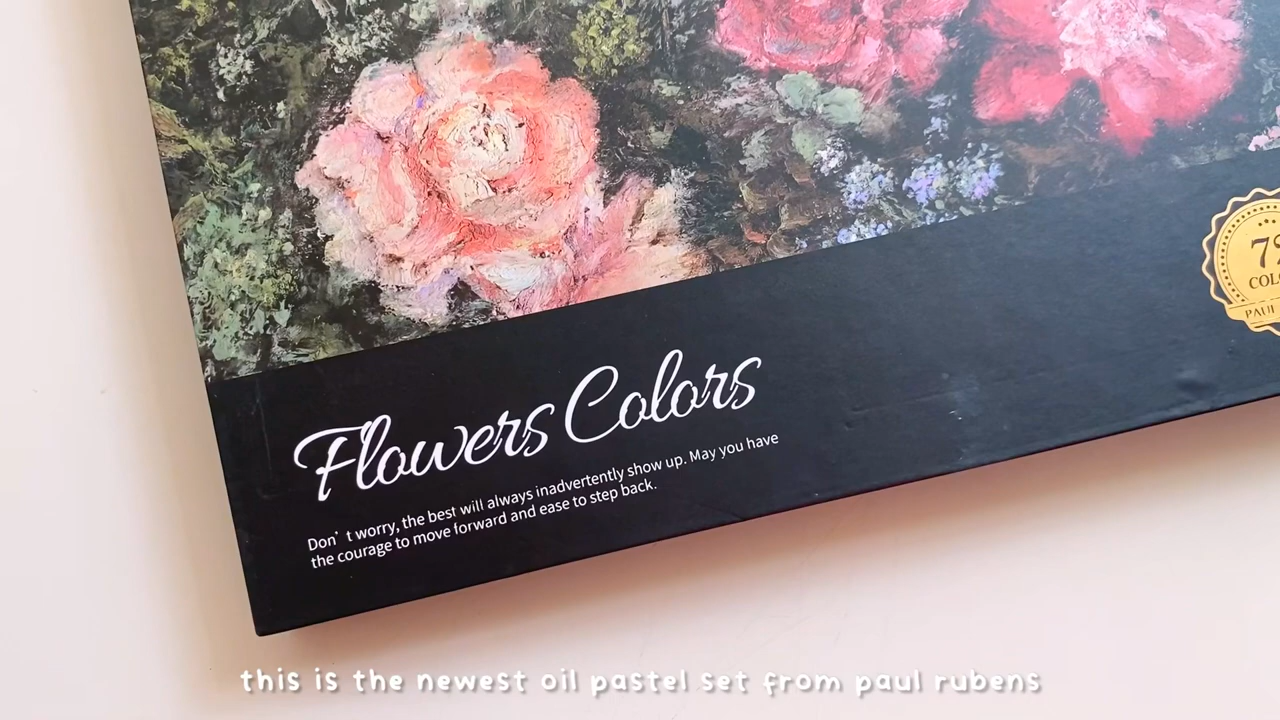 Flowers Colors
Don't worry, the best will always inadvertently show up. May you have
the courage to move forward and ease to step back.
PAUL
this is the newest oil pastel set from paul rubens